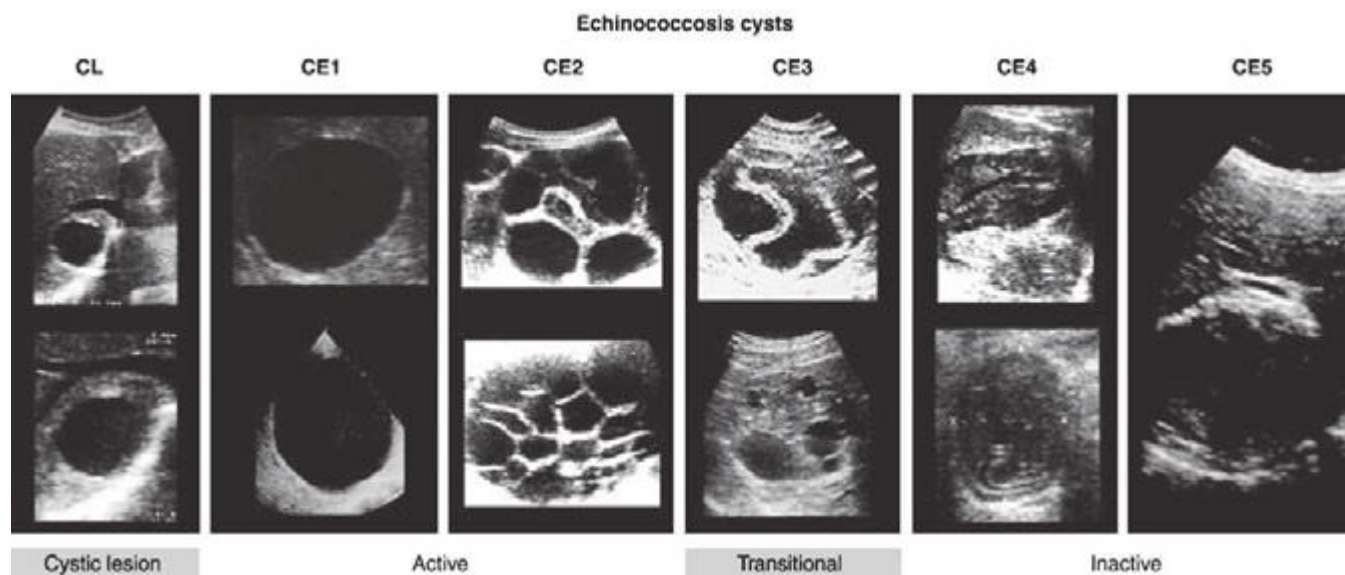 Echinococcosis cysts
CL CE1 CE2 CE3 CE4 CE5
Cystic lesion Active Transitional Inactive